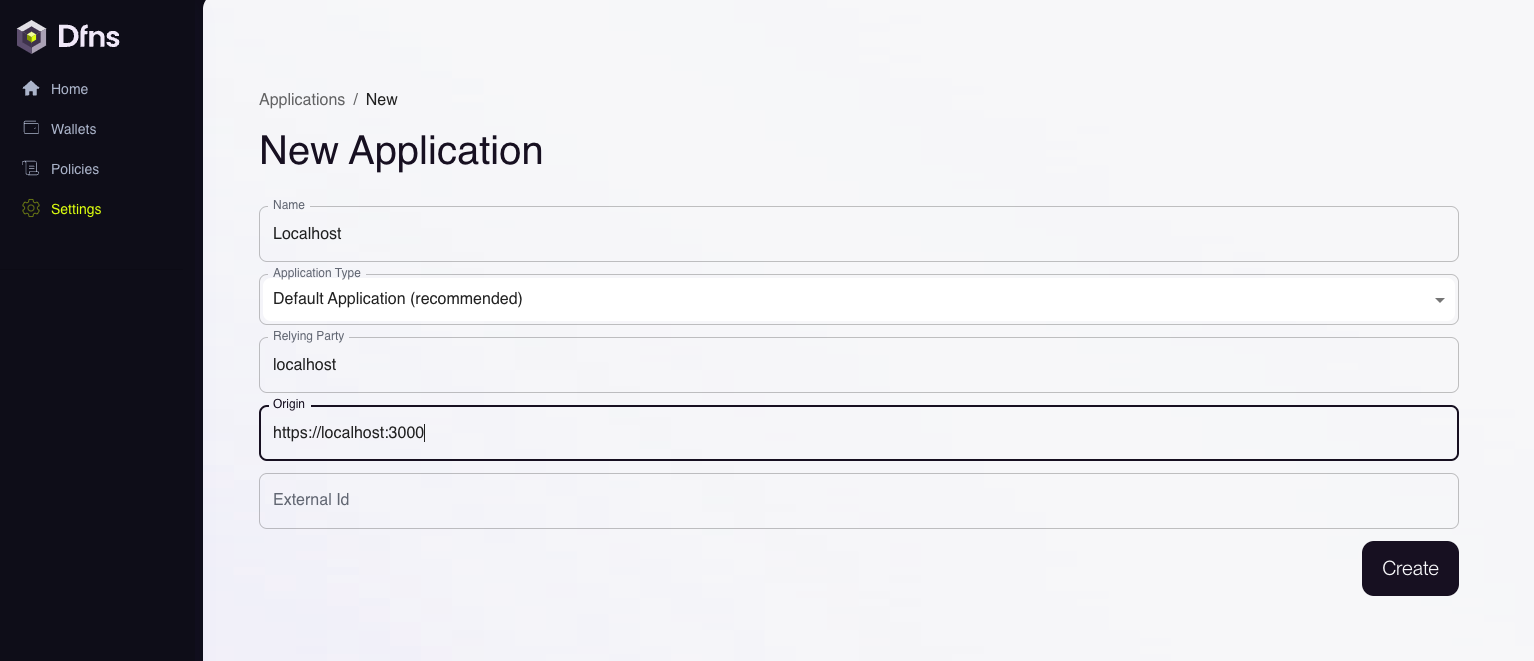 Dfns
Home
Wallets
Policies
Settings
Applications / New
New Application
Name
Localhost
Application Type
Default Application (recommended)
Relying Party
localhost
Origin
https://localhost:3000
External Id
Create